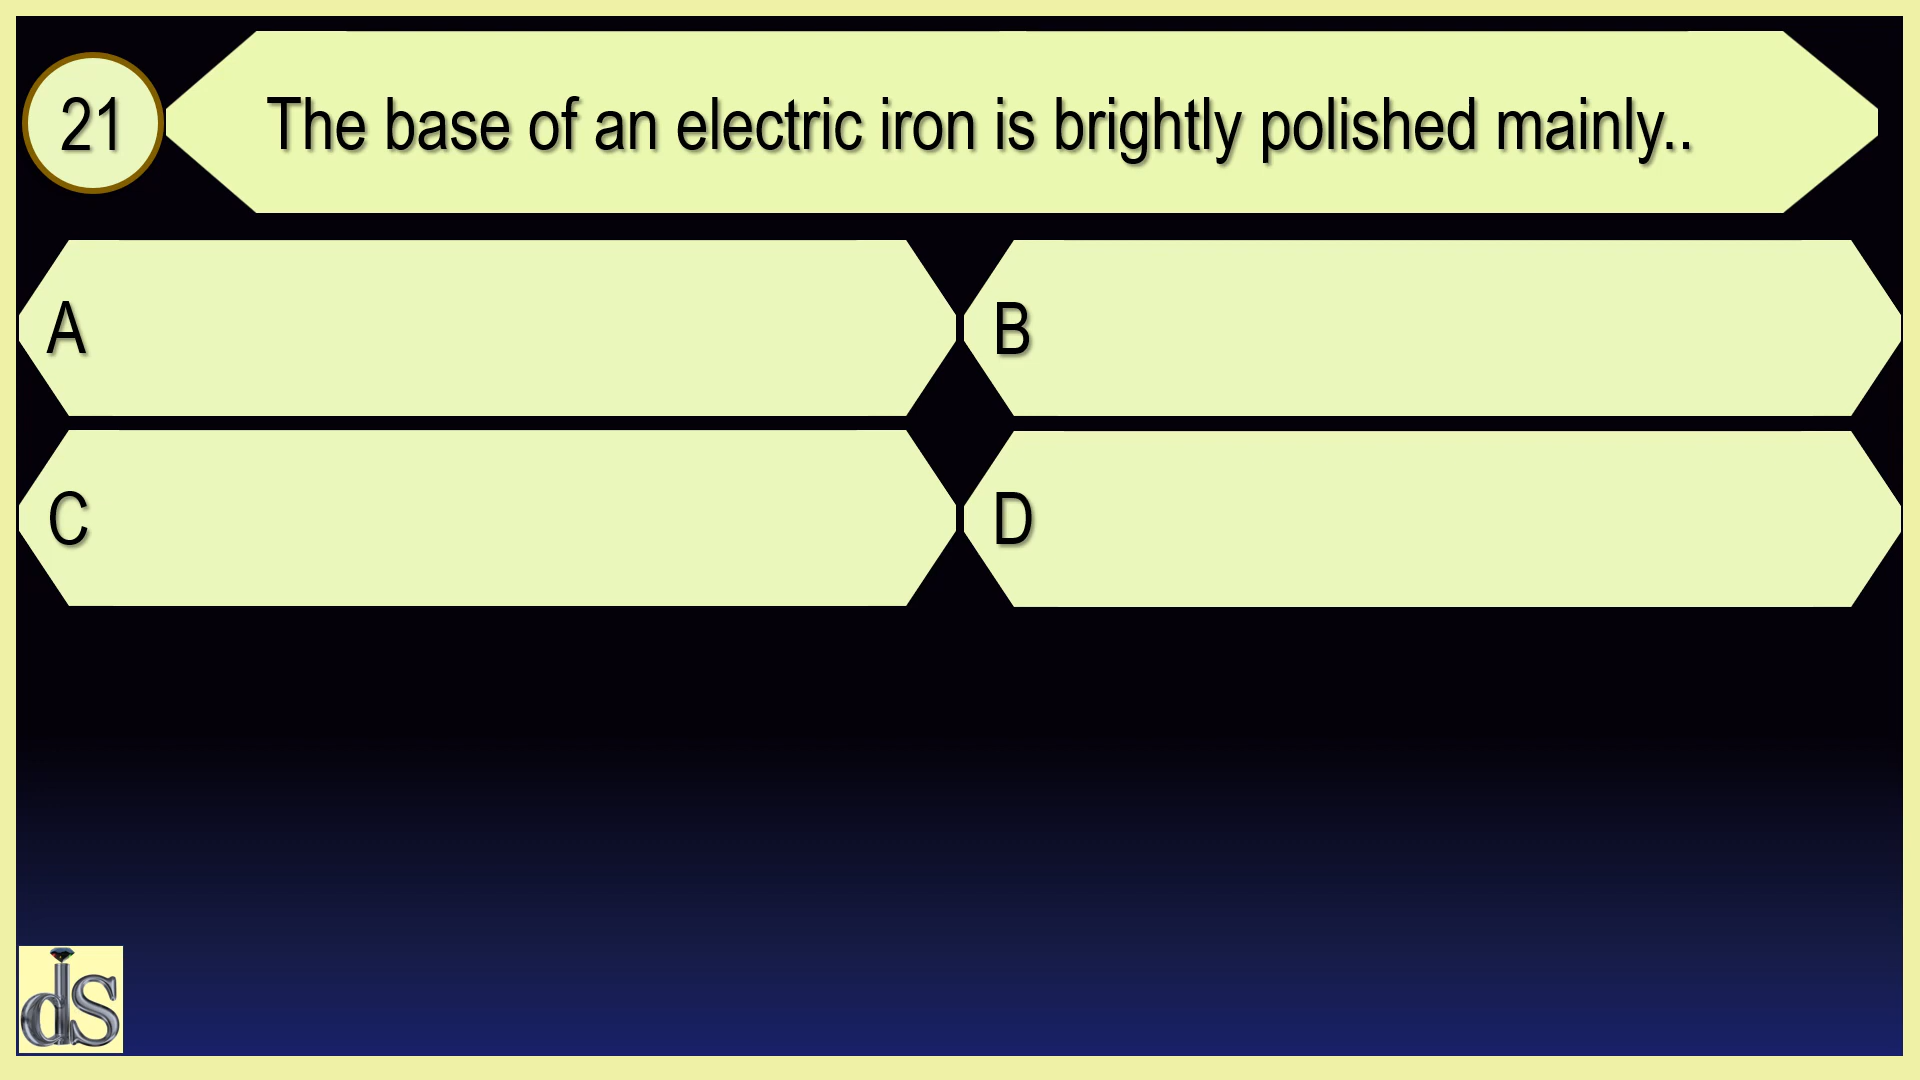 21
The base of an electric iron is brightly polished mainly..
A
B
C
D
ds